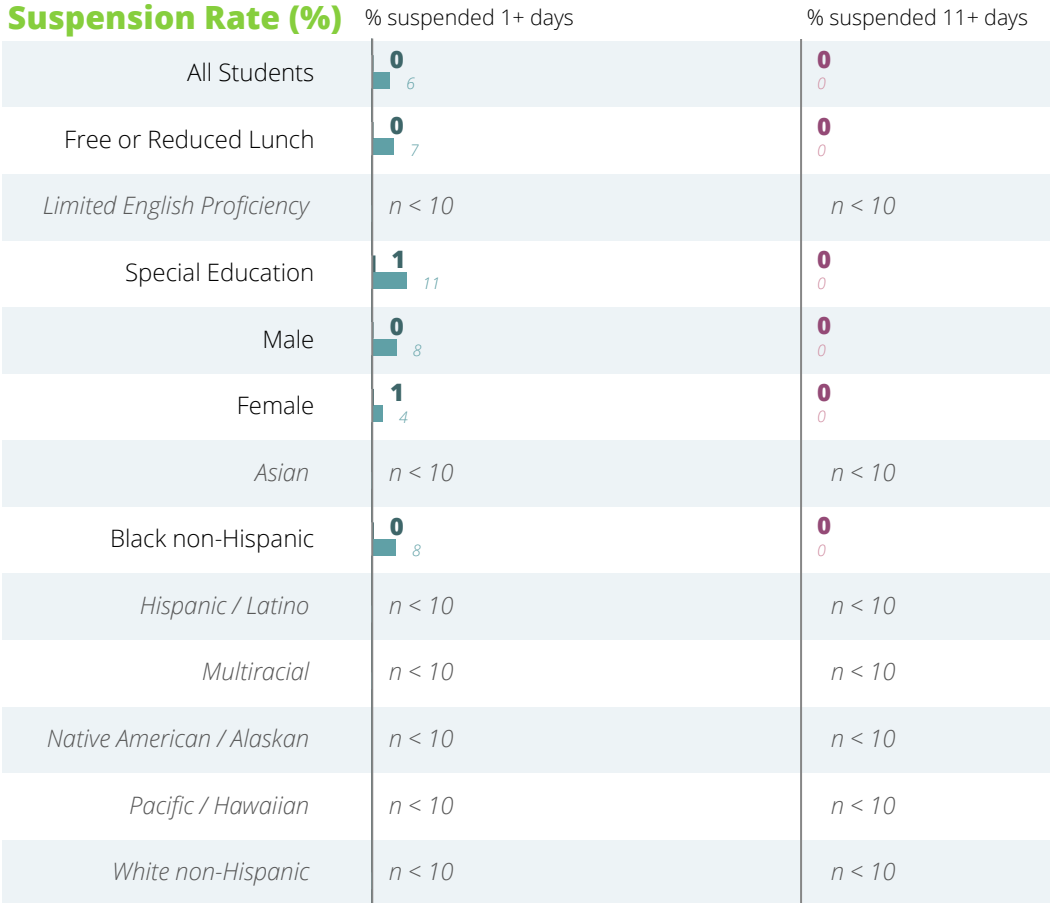 Suspension Rate (%) % suspended 1+ days % suspended 11+ days
All Students 0 6 0 0
Free or Reduced Lunch 0 7 0 0
Limited English Proficiency n < 10 n < 10
Special Education 1 11 0 0
Male 0 8 0 0
Female 1 4 0 0
Asian n < 10 n < 10
Black non-Hispanic 0 8 0 0
Hispanic / Latino n < 10 n < 10
Multiracial n < 10 n < 10
Native American / Alaskan n < 10 n < 10
Pacific / Hawaiian n < 10 n < 10
White non-Hispanic n < 10 n < 10